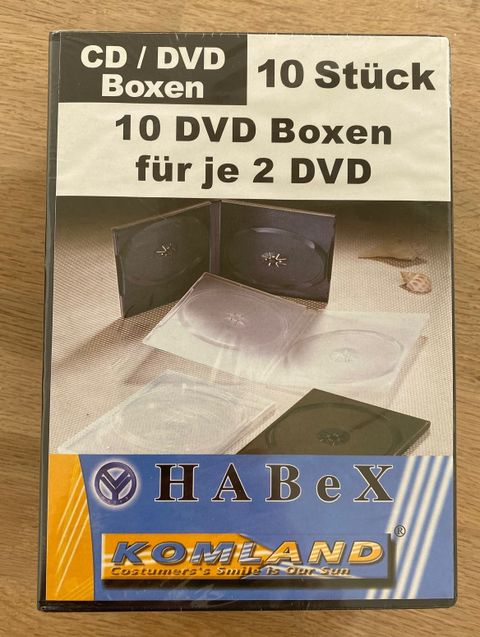 CD / DVD
Boxen
10 Stück
10 DVD Boxen
für je 2 DVD
HABeX
KOMLAND®
Costumers's Smile is Our Sun